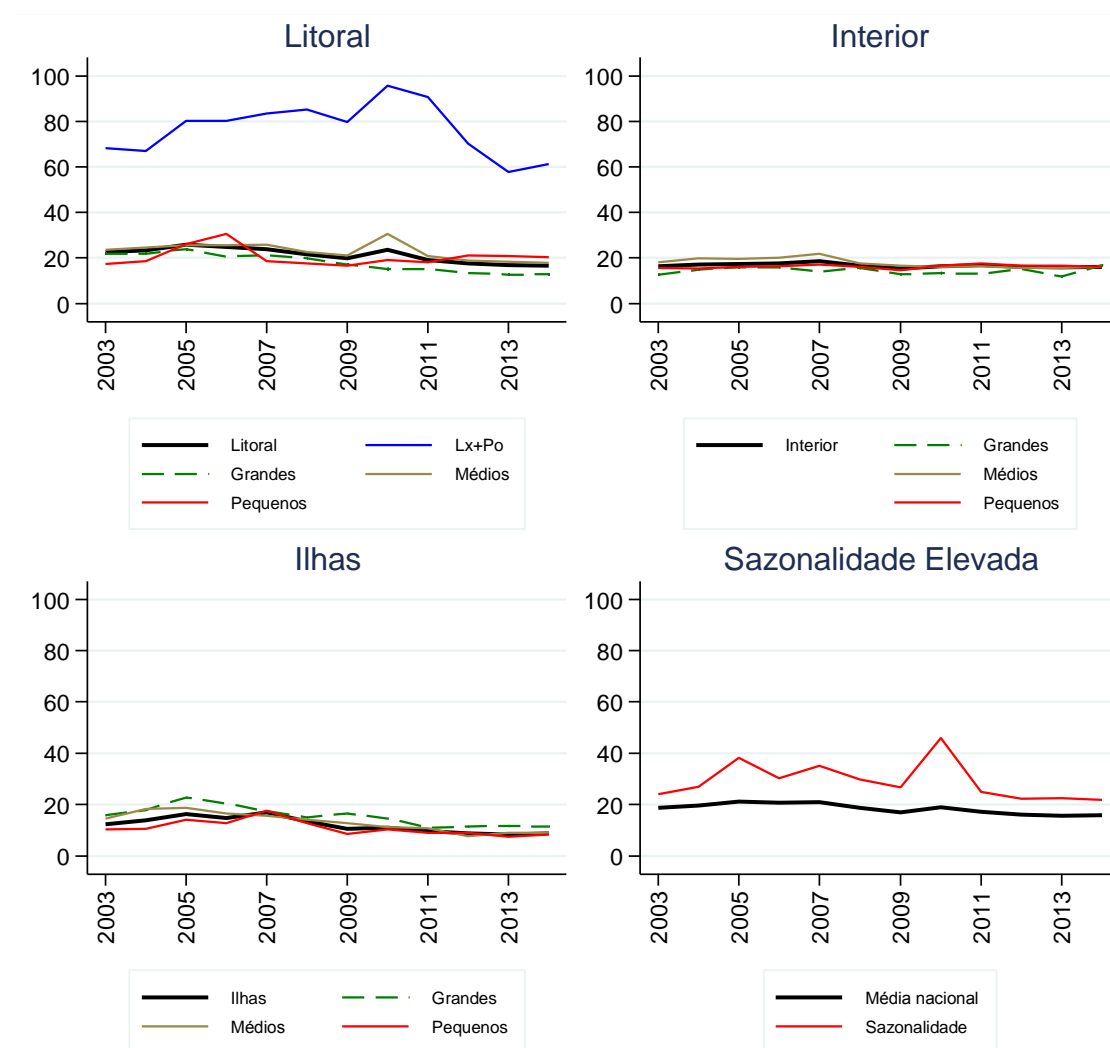 Litoral
100
80
60
40
20
0
2003
2005
2007
2009
2011
2013
Litoral
Lx+Po
Grandes
Médios
Pequenos
Interior
100
80
60
40
20
0
2003
2005
2007
2009
2011
2013
Interior
Grandes
Médios
Pequenos
Ilhas
100
80
60
40
20
0
2003
2005
2007
2009
2011
2013
Ilhas
Grandes
Médios
Pequenos
Sazonalidade Elevada
100
80
60
40
20
0
2003
2005
2007
2009
2011
2013
Média nacional
Sazonalidade